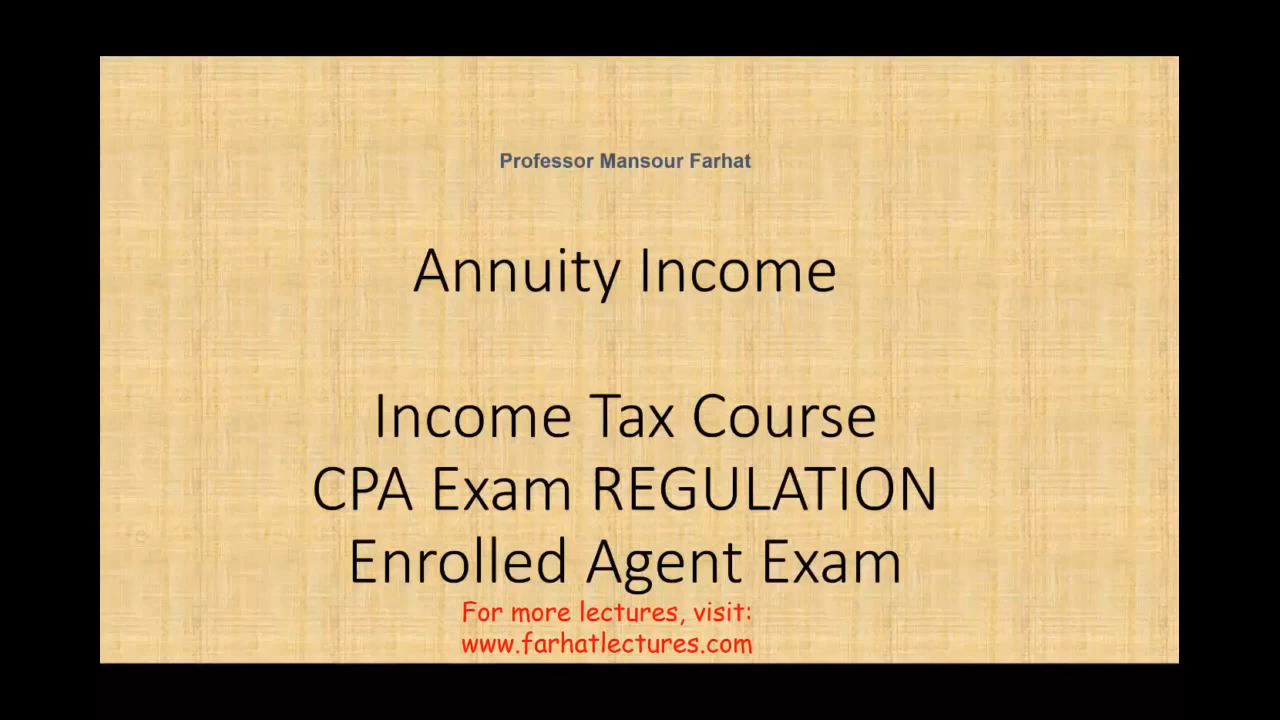 Professor Mansour Farhat
Annuity Income
Income Tax Course
CPA Exam REGULATION
Enrolled Agent Exam
For more lectures, visit:
www.farhatlectures.com